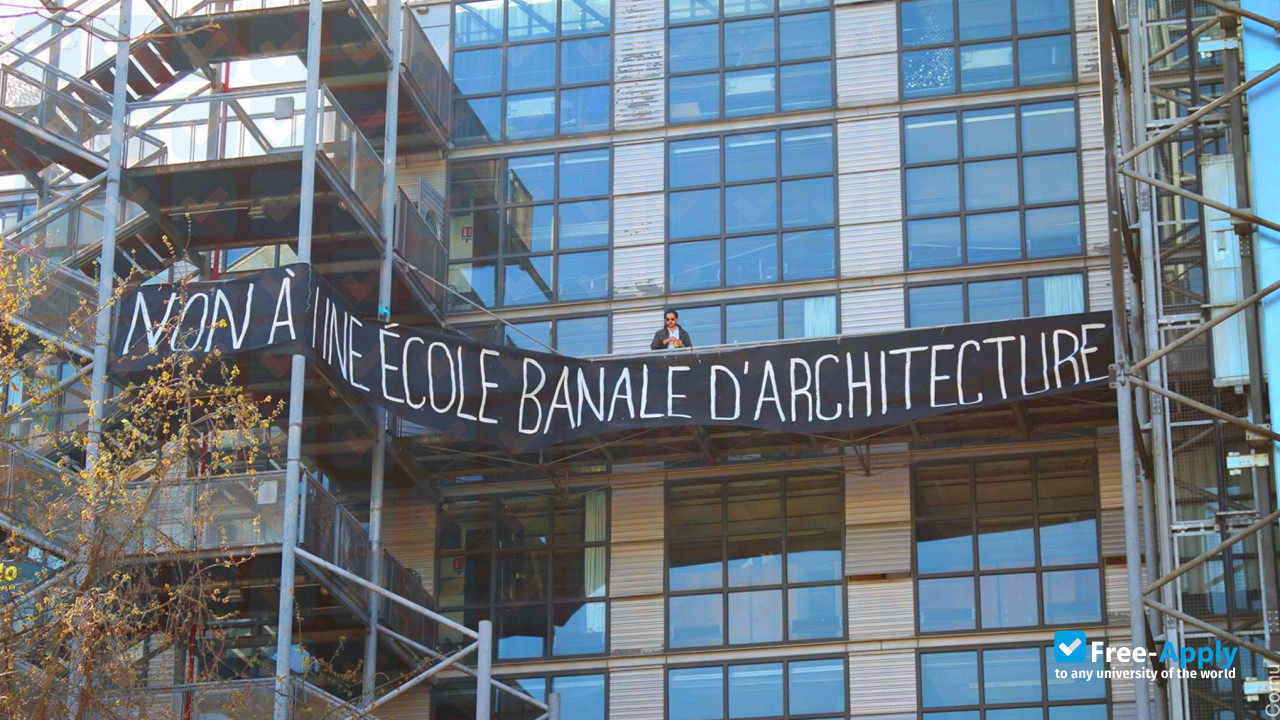 NON À UNE ÉCOLE BANALE D'ARCHITECTURE
Free-Apply
to any university of the world